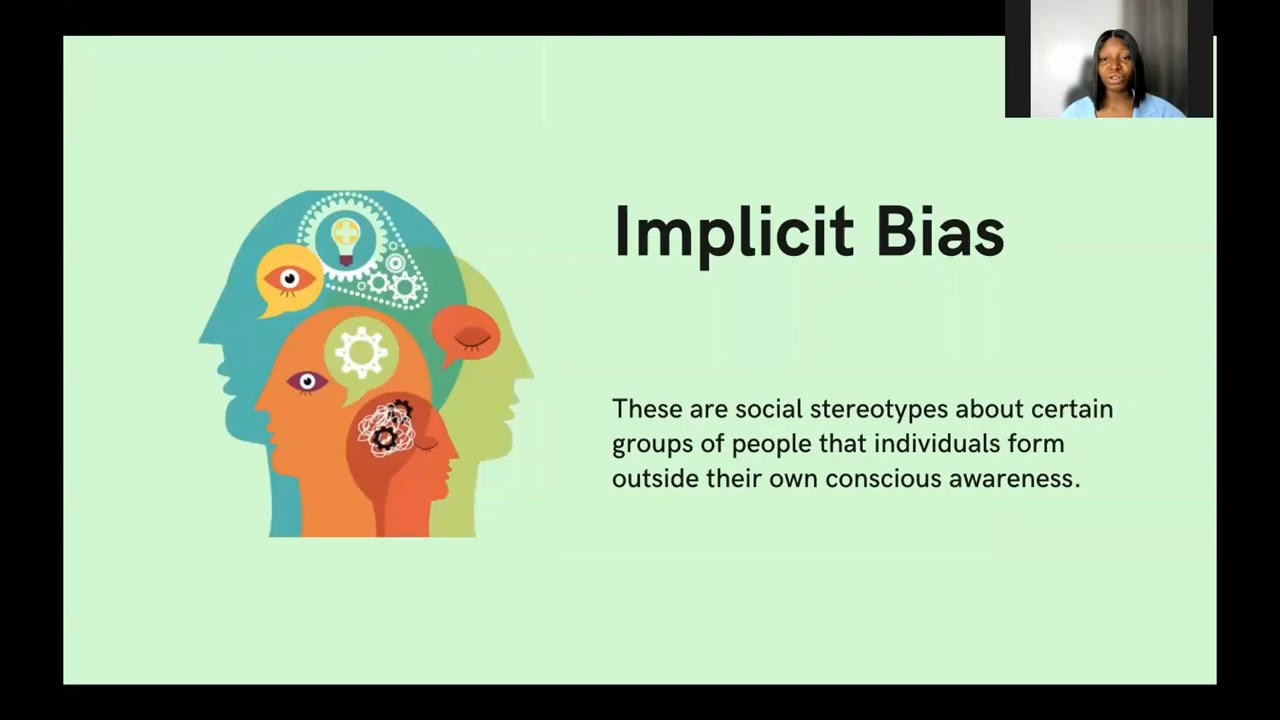 Implicit Bias
These are social stereotypes about certain
groups of people that individuals form
outside their own conscious awareness.